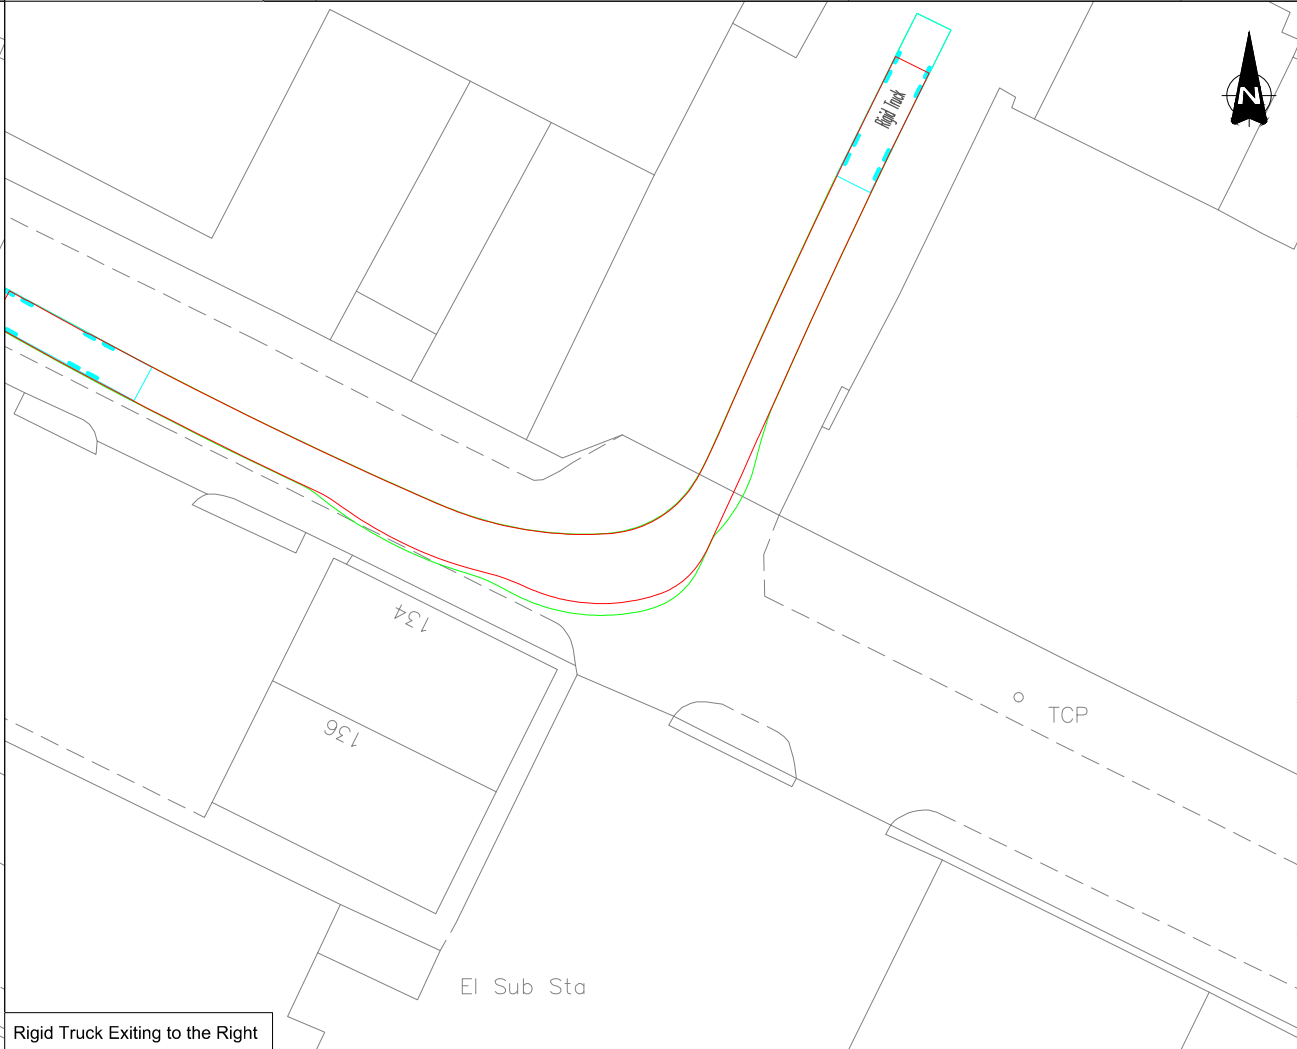 N
Rigid Truck
134
136
TCP
El Sub Sta
Rigid Truck Exiting to the Right